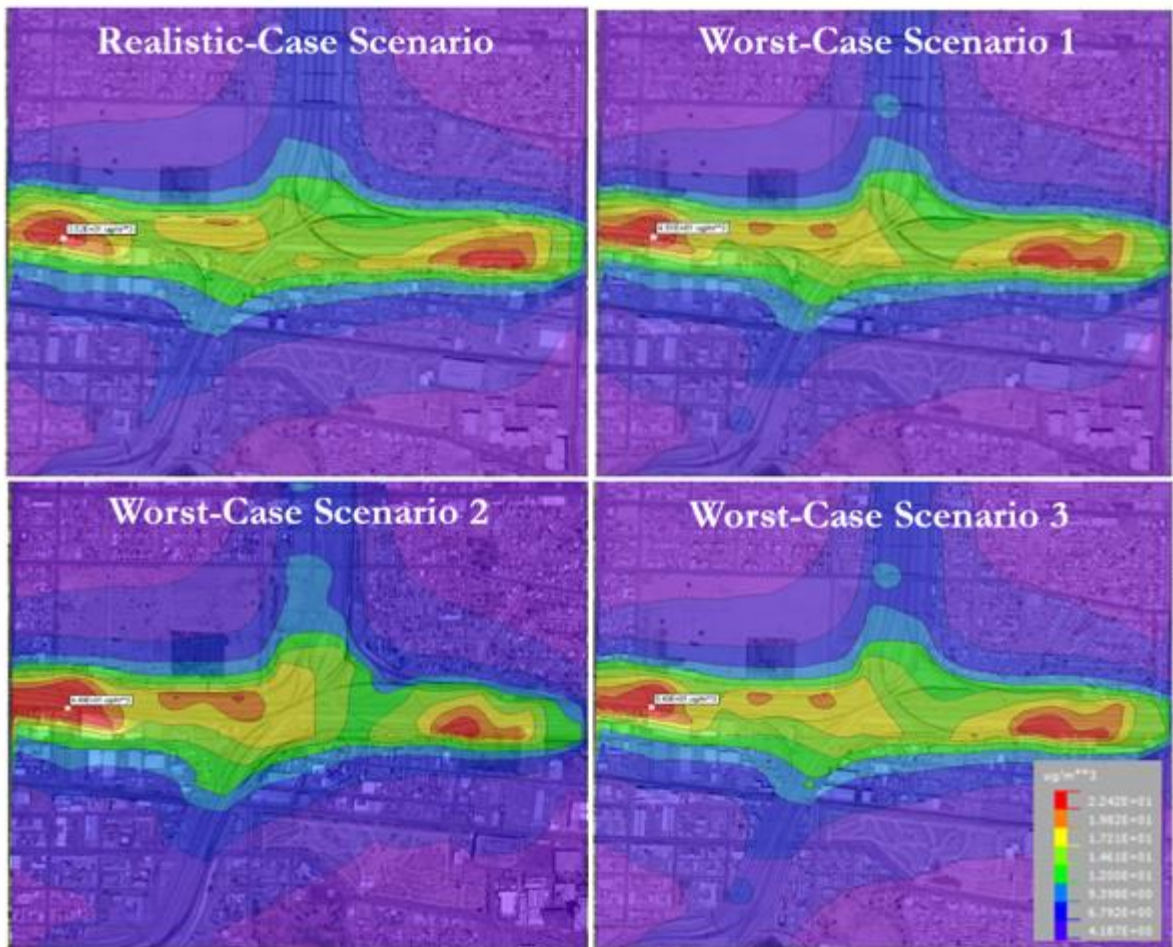 Realistic-Case Scenario
Worst-Case Scenario 1
Worst-Case Scenario 2
Worst-Case Scenario 3
ug/m**3
2.242E+01
1.982E+01
1.721E+01
1.461E+01
1.200E+01
9.398E+00
6.792E+00
4.187E+00